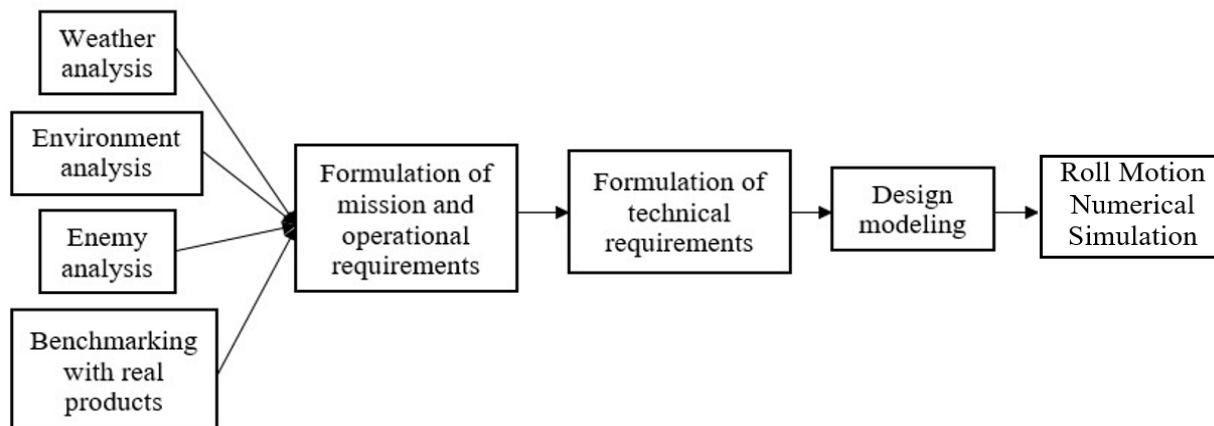 Weather
analysis
Environment
analysis
Enemy
analysis
Benchmarking
with real
products
Formulation of
mission and
operational
requirements
Formulation of
technical
requirements
Design
modeling
Roll Motion
Numerical
Simulation